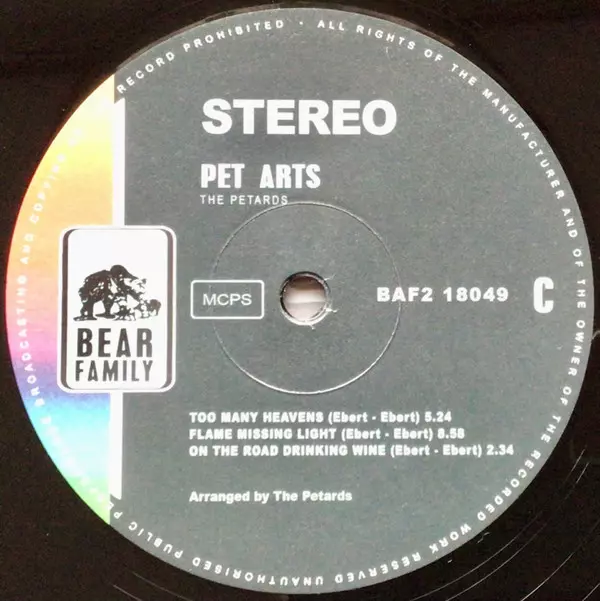 RECORD PROHIBITED · ALL RIGHTS OF THE MANUFACTURER AND OF THE OWNER OF THE RECORDED WORK RESERVED UNAUTHORISED PUBLIC
BROADCASTING AND COPYING
STEREO
PET ARTS
THE PETARDS
MCPS
BAF2 18049
C
BEAR
FAMILY
TOO MANY HEAVENS (Ebert - Ebert) 5.24
FLAME MISSING LIGHT (Ebert - Ebert) 8.58
ON THE ROAD DRINKING WINE (Ebert - Ebert) 2.34
Arranged by The Petards